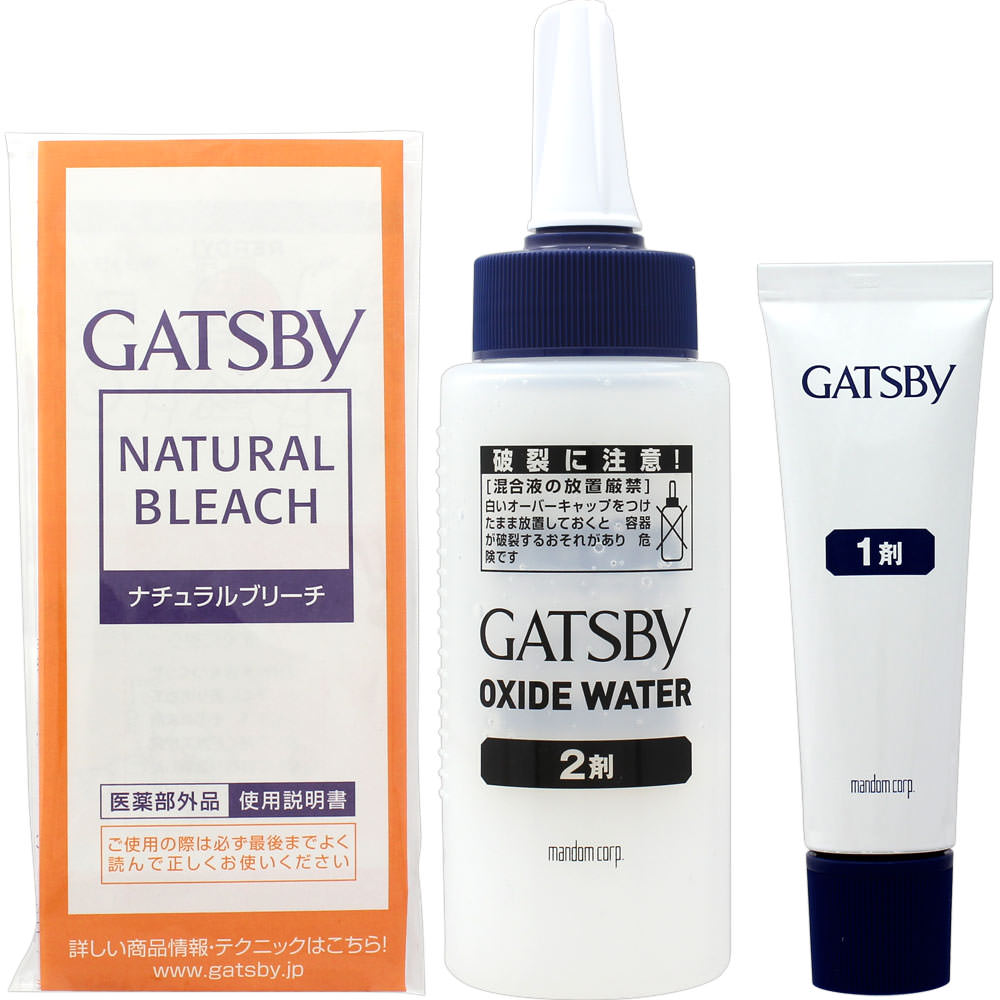 GATSBY
NATURAL
BLEACH
ナチュラルブリーチ
医薬部外品 使用説明書
ご使用の際は必ず最後までよく
読んで正しくお使いください
詳しい商品情報・テクニックはこちら!
www.gatsby.jp
破裂に注意!
[混合液の放置厳禁]
白いオーバーキャップをつけ
たまま放置しておくと 容器
が破裂するおそれがあり 危
険です
GATSBY
OXIDE WATER
2剤
mandom corp.
GATSBY
1剤
mandom corp.